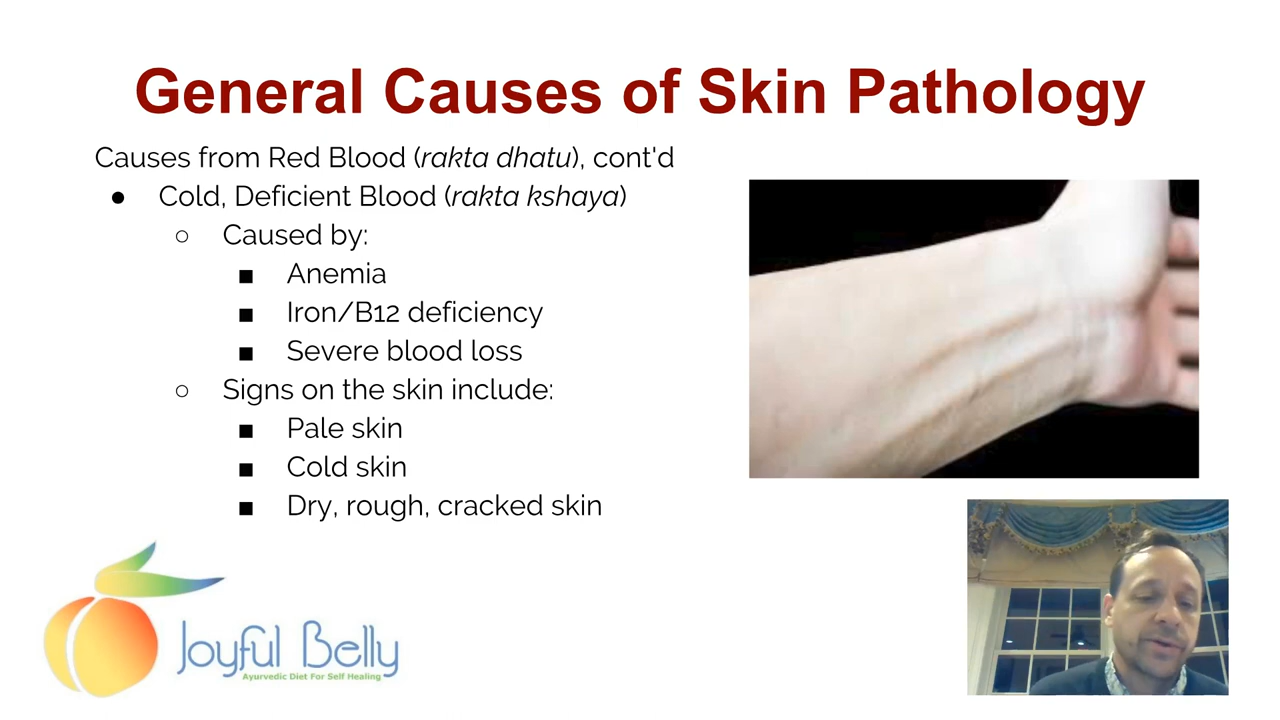 General Causes of Skin Pathology
Causes from Red Blood (rakta dhatu), cont'd
● Cold, Deficient Blood (rakta kshaya)
○ Caused by:
■ Anemia
■ Iron/B12 deficiency
■ Severe blood loss
○ Signs on the skin include:
■ Pale skin
■ Cold skin
■ Dry, rough, cracked skin
Joyful Belly
Ayurvedic Diet For Self Healing